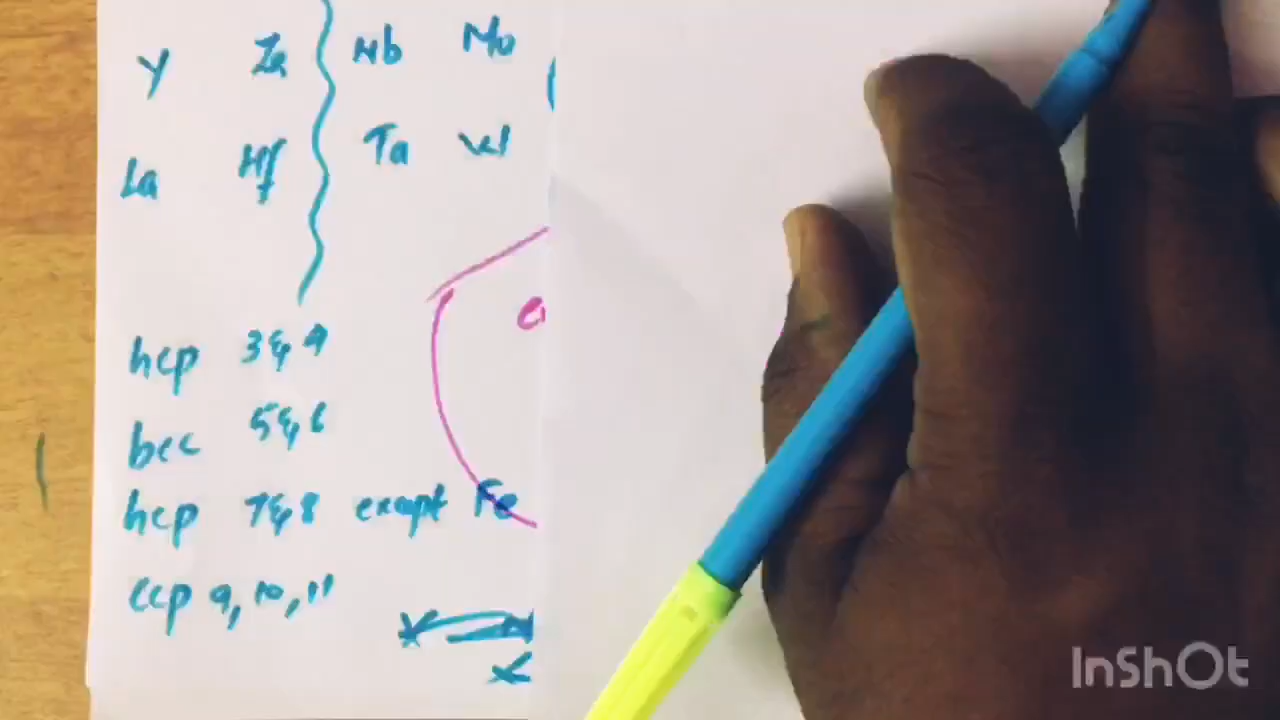 Y Zr Nb Mo
La Hf Ta W
hcp 3 & 4
bcc 5 & 6
hcp 7 & 8 except Fe
ccp 9, 10, 11
InShOt